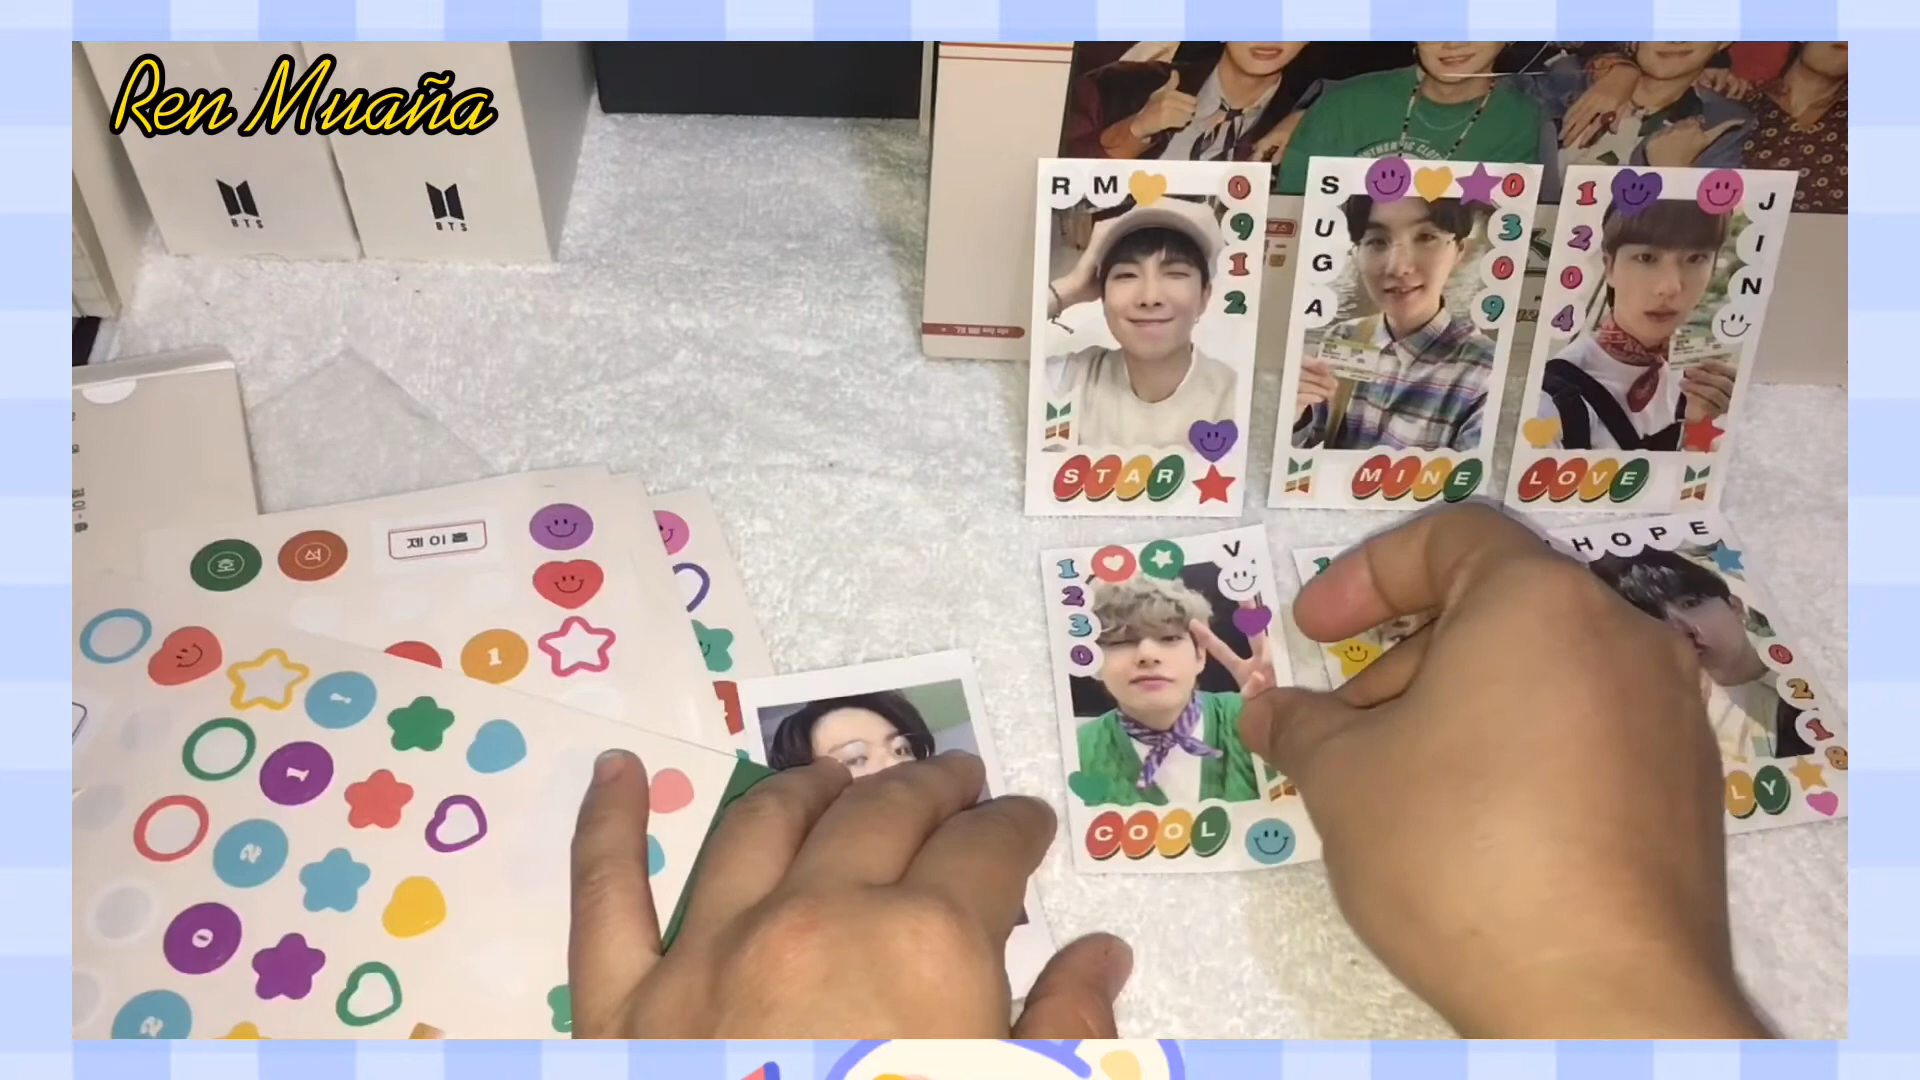 Ren Muaña
BTS
BTS
RM
0912
STAR
SUGA
0309
MINE
1204
JIN
LOVE
V
1230
COOL
HOPE
0218
LY
호
석
제이홉
1
1
1
2
0
2